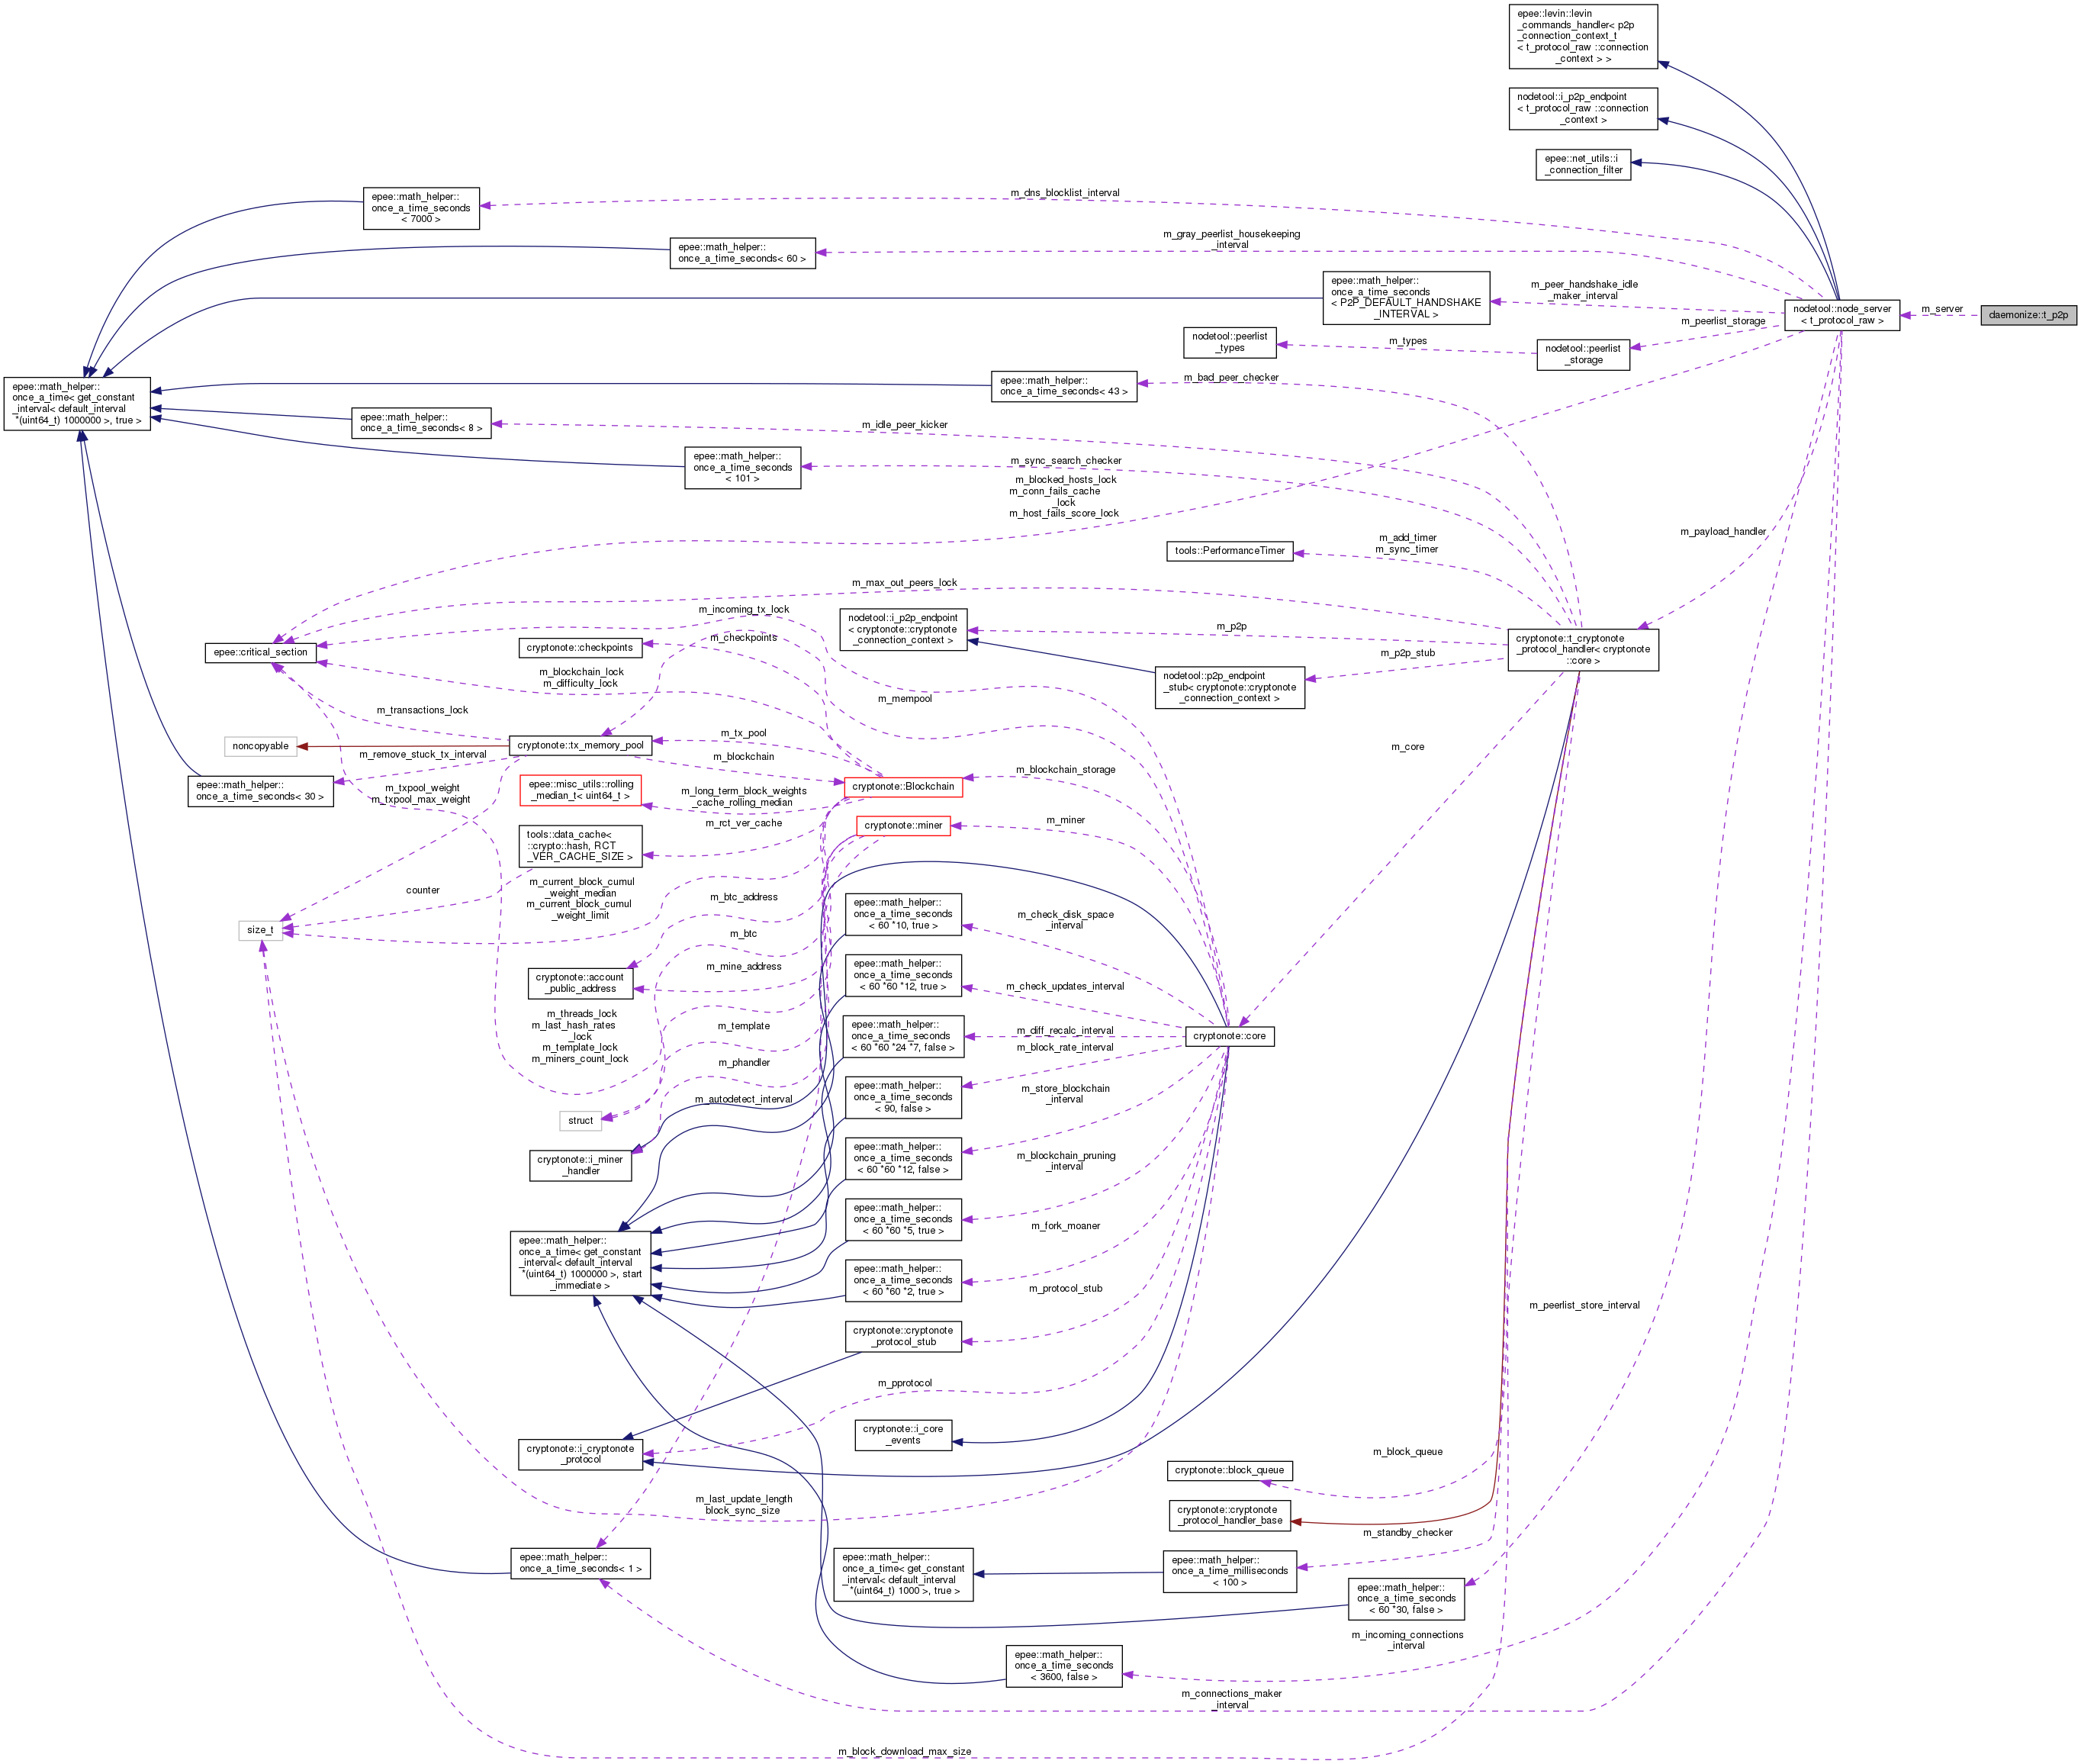 epee::levin::levin
_commands_handler< p2p
_connection_context_t
< t_protocol_raw ::connection
_context > >
nodetool::i_p2p_endpoint
< t_protocol_raw ::connection
_context >
epee::net_utils::i
_connection_filter
epee::math_helper::
once_a_time_seconds
< 7000 >
m_dns_blocklist_interval
epee::math_helper::
once_a_time_seconds< 60 >
m_gray_peerlist_housekeeping
_interval
epee::math_helper::
once_a_time_seconds
< P2P_DEFAULT_HANDSHAKE
_INTERVAL >
m_peer_handshake_idle
_maker_interval
nodetool::node_server
< t_protocol_raw >
m_server
daemonize::t_p2p
m_peerlist_storage
nodetool::peerlist
_types
m_types
nodetool::peerlist
_storage
epee::math_helper::
once_a_time< get_constant
_interval< default_interval
*(uint64_t) 1000000 >, true >
epee::math_helper::
once_a_time_seconds< 43 >
m_bad_peer_checker
epee::math_helper::
once_a_time_seconds< 8 >
m_idle_peer_kicker
epee::math_helper::
once_a_time_seconds
< 101 >
m_sync_search_checker
m_blocked_hosts_lock
m_conn_fails_cache
_lock
m_host_fails_score_lock
tools::PerformanceTimer
m_add_timer
m_sync_timer
m_payload_handler
m_max_out_peers_lock
m_incoming_tx_lock
nodetool::i_p2p_endpoint
< cryptonote::cryptonote
_connection_context >
m_p2p
cryptonote::t_cryptonote
_protocol_handler< cryptonote
::core >
epee::critical_section
cryptonote::checkpoints
m_checkpoints
m_p2p_stub
nodetool::p2p_endpoint
_stub< cryptonote::cryptonote
_connection_context >
m_blockchain_lock
m_difficulty_lock
m_mempool
m_transactions_lock
m_tx_pool
m_core
noncopyable
cryptonote::tx_memory_pool
m_remove_stuck_tx_interval
m_blockchain
m_blockchain_storage
epee::math_helper::
once_a_time_seconds< 30 >
m_txpool_weight
m_txpool_max_weight
epee::misc_utils::rolling
_median_t< uint64_t >
m_long_term_block_weights
_cache_rolling_median
cryptonote::Blockchain
m_rct_ver_cache
cryptonote::miner
m_miner
tools::data_cache<
::crypto::hash, RCT
_VER_CACHE_SIZE >
counter
m_current_block_cumul
_weight_median
m_current_block_cumul
_weight_limit
m_btc_address
epee::math_helper::
once_a_time_seconds
< 60 *10, true >
m_check_disk_space
_interval
size_t
m_btc
epee::math_helper::
once_a_time_seconds
< 60 *60 *12, true >
m_check_updates_interval
m_mine_address
cryptonote::account
_public_address
m_threads_lock
m_last_hash_rates
_lock
m_template_lock
m_miners_count_lock
m_template
epee::math_helper::
once_a_time_seconds
< 60 *60 *24 *7, false >
m_diff_recalc_interval
cryptonote::core
m_block_rate_interval
m_phandler
epee::math_helper::
once_a_time_seconds
< 90, false >
m_autodetect_interval
m_store_blockchain
_interval
struct
cryptonote::i_miner
_handler
epee::math_helper::
once_a_time_seconds
< 60 *60 *12, false >
m_blockchain_pruning
_interval
epee::math_helper::
once_a_time_seconds
< 60 *60 *5, true >
m_fork_moaner
epee::math_helper::
once_a_time< get_constant
_interval< default_interval
*(uint64_t) 1000000 >, start
_immediate >
epee::math_helper::
once_a_time_seconds
< 60 *60 *2, true >
m_protocol_stub
m_peerlist_store_interval
cryptonote::cryptonote
_protocol_stub
m_pprotocol
cryptonote::i_core
_events
cryptonote::i_cryptonote
_protocol
m_block_queue
cryptonote::block_queue
m_last_update_length
block_sync_size
cryptonote::cryptonote
_protocol_handler_base
m_standby_checker
epee::math_helper::
once_a_time_seconds< 1 >
epee::math_helper::
once_a_time< get_constant
_interval< default_interval
*(uint64_t) 1000 >, true >
epee::math_helper::
once_a_time_milliseconds
< 100 >
epee::math_helper::
once_a_time_seconds
< 60 *30, false >
m_incoming_connections
_interval
epee::math_helper::
once_a_time_seconds
< 3600, false >
m_connections_maker
_interval
m_block_download_max_size